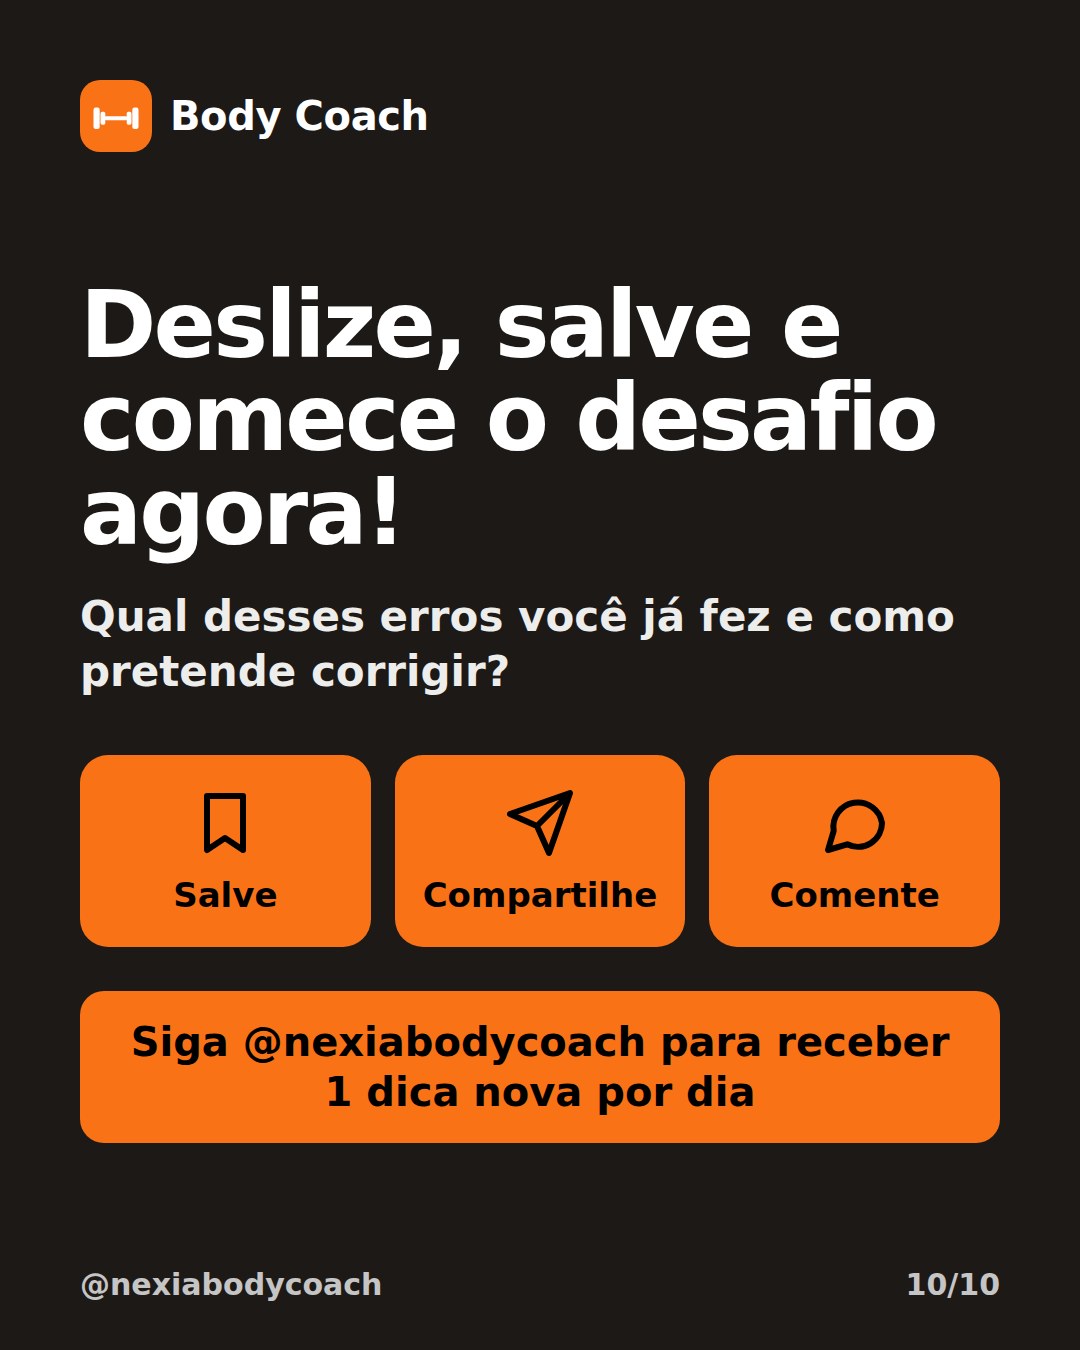 Body Coach
Deslize, salve e
comece o desafio
agora!
Qual desses erros você já fez e como
pretende corrigir?
Salve
Compartilhe
Comente
Siga @nexiabodycoach para receber
1 dica nova por dia
@nexiabodycoach
10/10